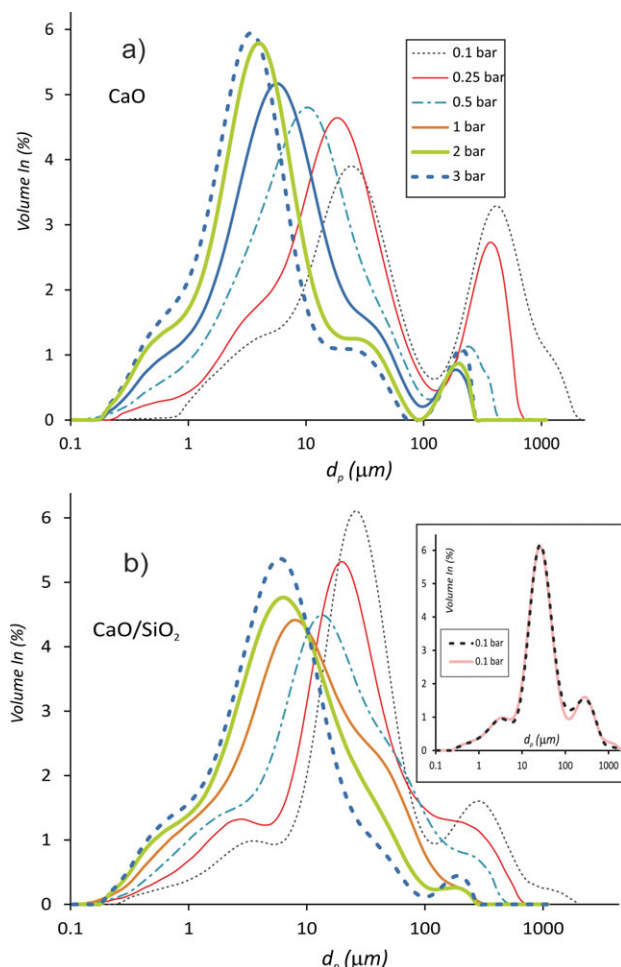 6
5
4
3
2
1
0
Volume In (%)
a)
CaO
0.1 bar
0.25 bar
0.5 bar
1 bar
2 bar
3 bar
0.1 1 10 100 1000
dp (μm)
6
5
4
3
2
1
0
Volume In (%)
b)
CaO/SiO2
6
5
4
3
2
1
0
Volume In (%)
0.1 bar
0.1 bar
dp (μm)
0.1 1 10 100 1000
0.1 1 10 100 1000
dp (μm)